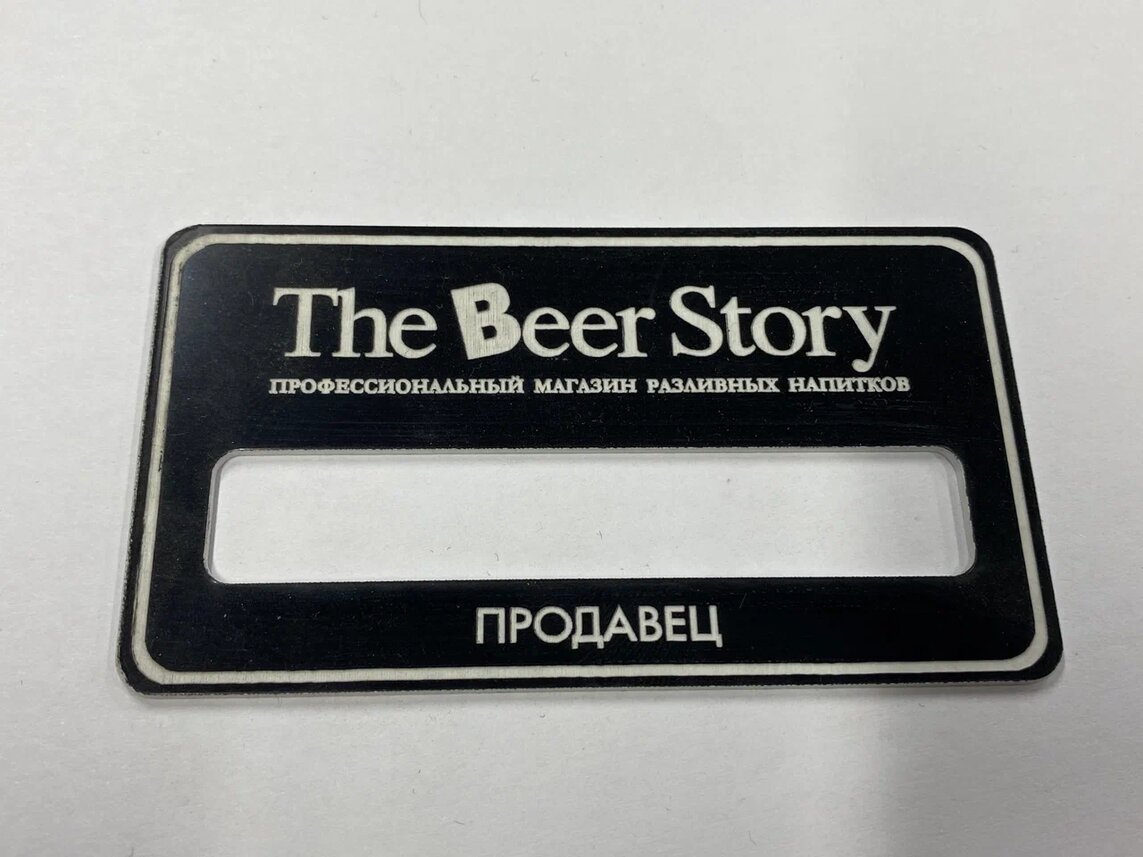 The Beer Story
ПРОФЕССИОНАЛЬНЫЙ МАГАЗИН РАЗЛИВНЫХ НАПИТКОВ
ПРОДАВЕЦ